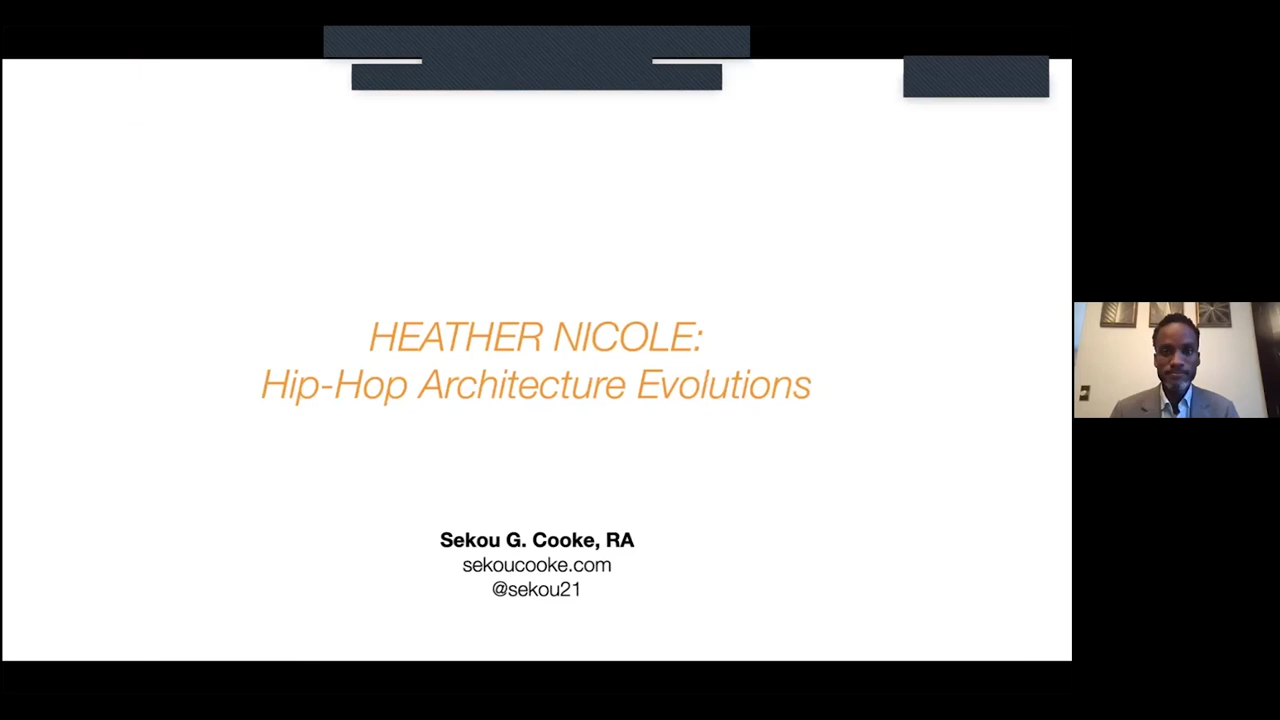 HEATHER NICOLE:
Hip-Hop Architecture Evolutions
Sekou G. Cooke, RA
sekoucooke.com
@sekou21